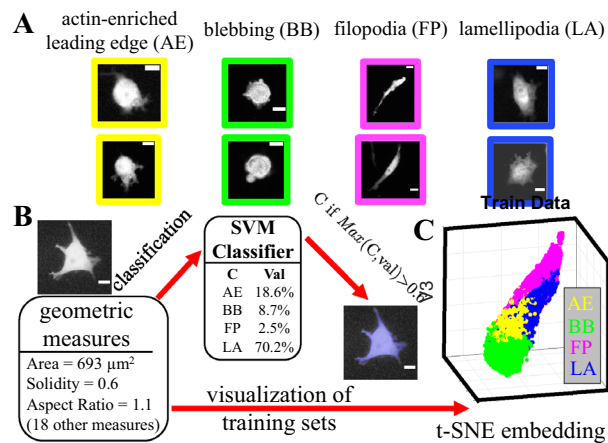 A
actin-enriched
leading edge (AE)
blebbing (BB)
filopodia (FP)
lamellipodia (LA)
B
classification
geometric
measures
Area = 693 µm²
Solidity = 0.6
Aspect Ratio = 1.1
(18 other measures)
SVM
Classifier
C Val
AE 18.6%
BB 8.7%
FP 2.5%
LA 70.2%
C if Max(C,val)>0.6
visualization of
training sets
C
Train Data
AE
BB
FP
LA
t-SNE embedding